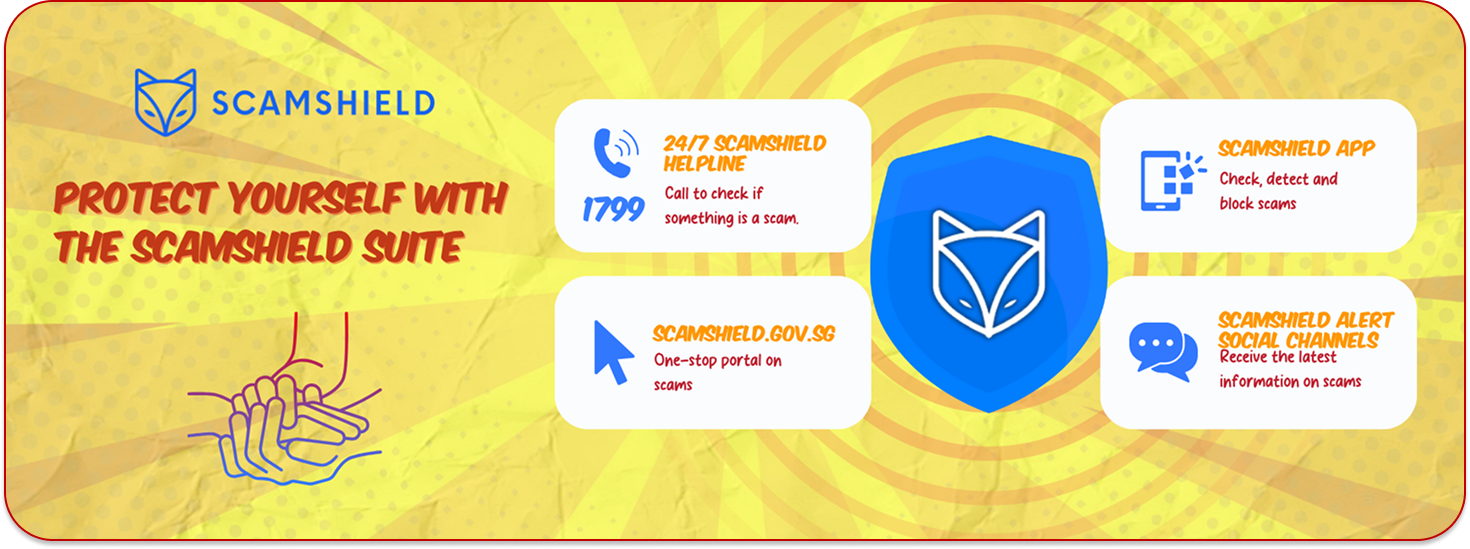 SCAMSHIELD
PROTECT YOURSELF WITH
THE SCAMSHIELD SUITE
24/7 SCAMSHIELD
HELPLINE
1799
Call to check if
something is a scam.
SCAMSHIELD.GOV.SG
One-stop portal on
scams
SCAMSHIELD APP
Check, detect and
block scams
SCAMSHIELD ALERT
SOCIAL CHANNELS
Receive the latest
information on scams